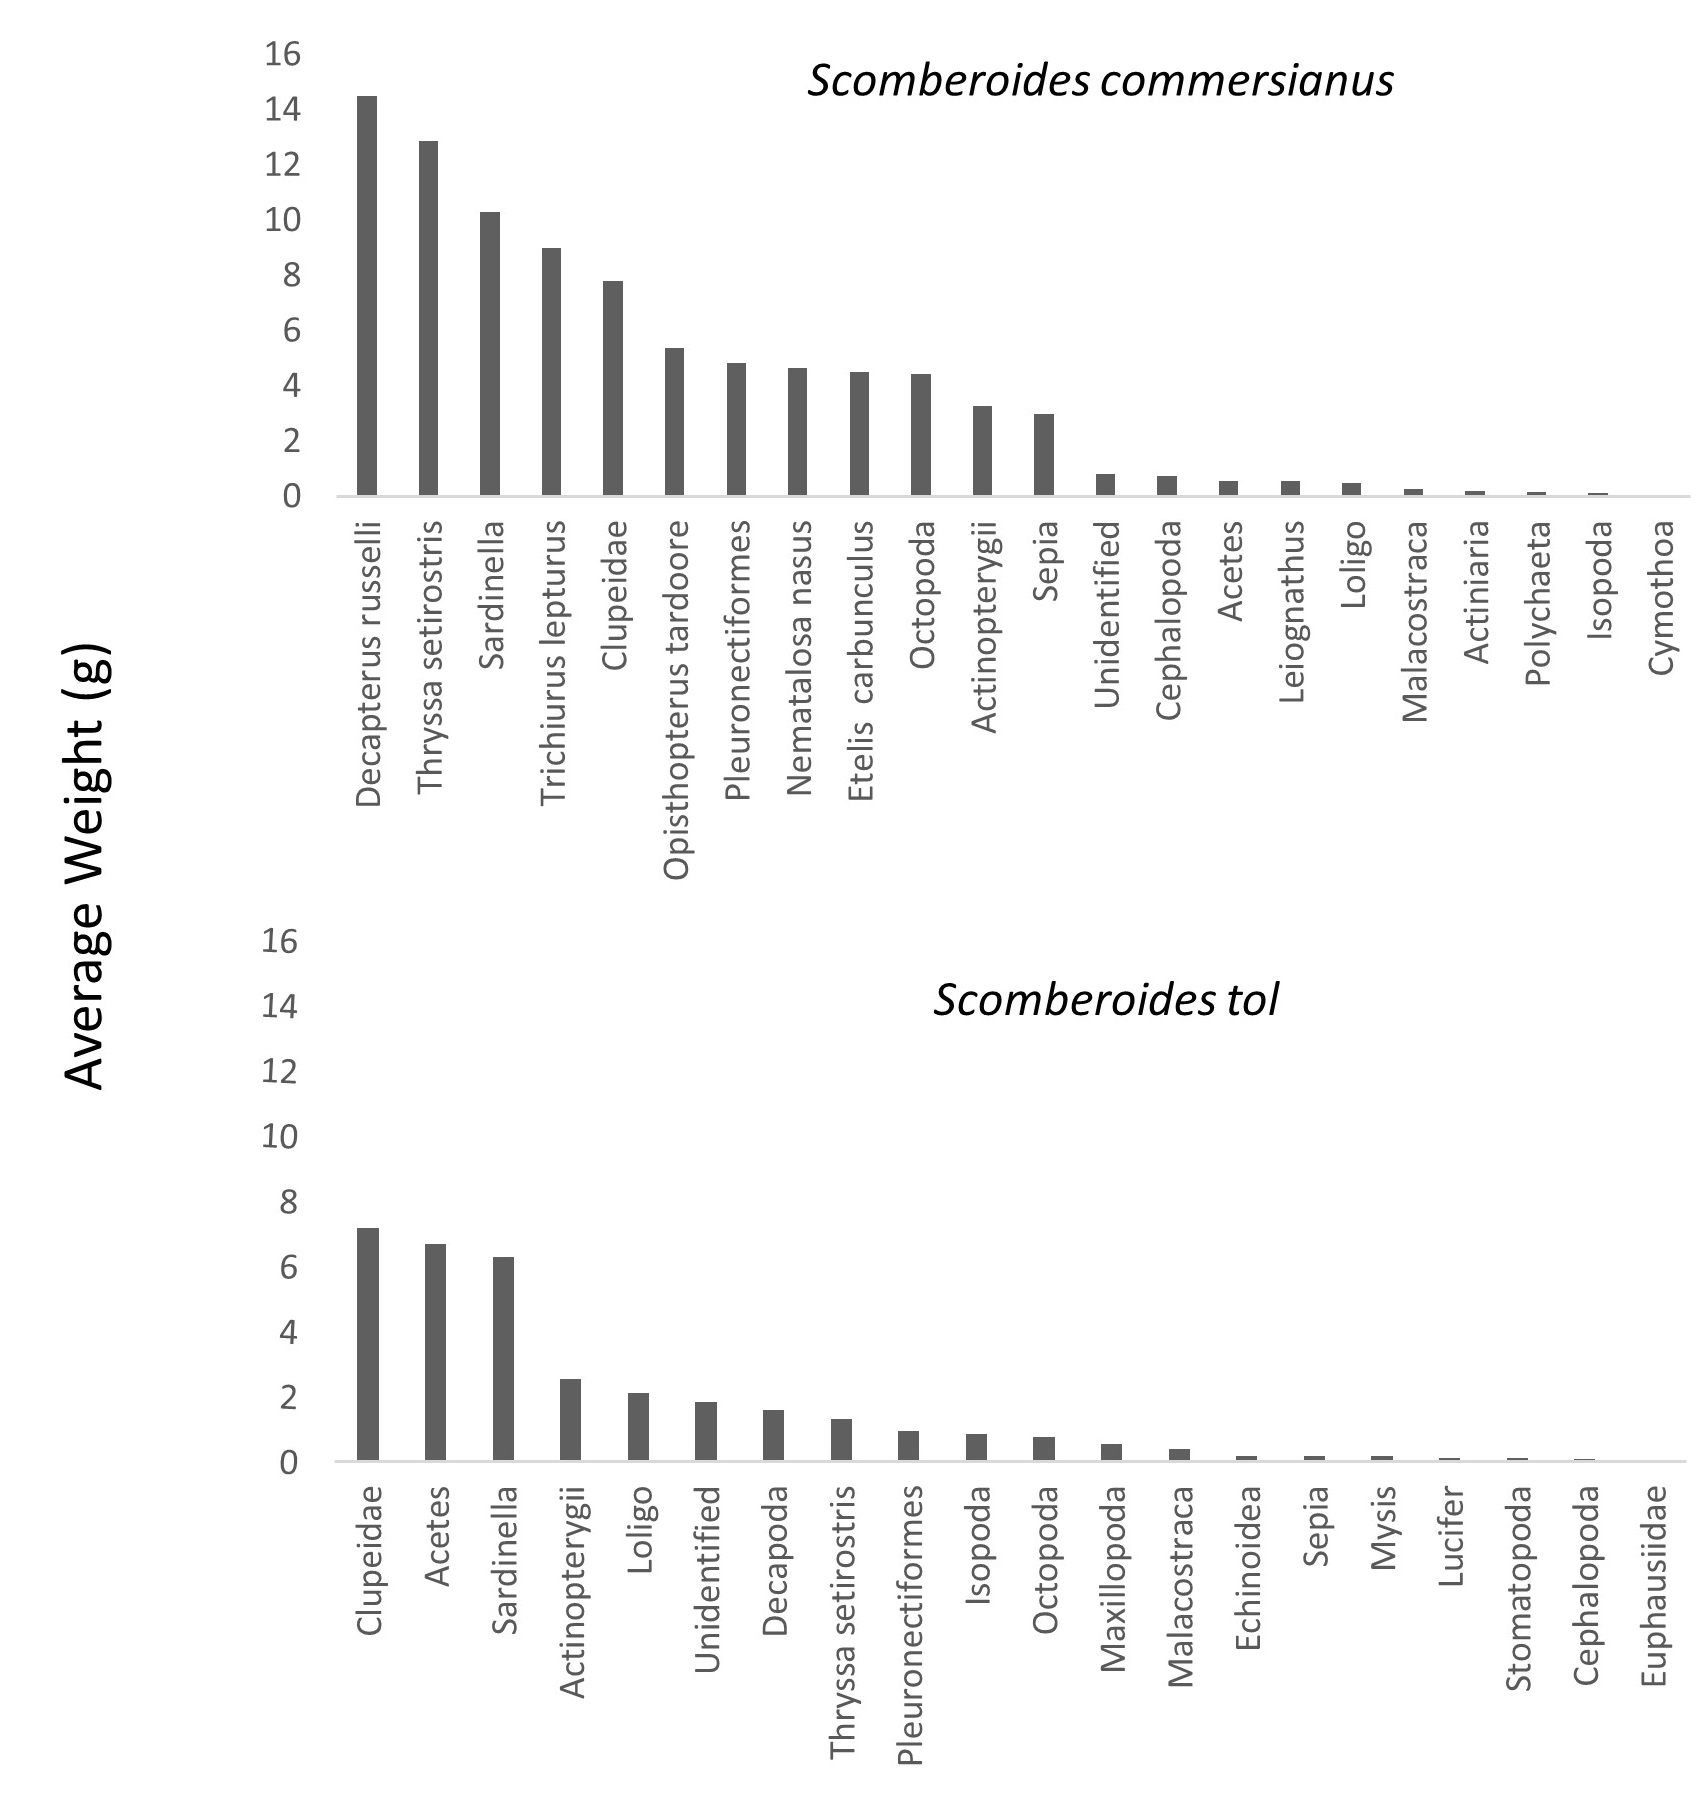 Average Weight (g)
Scomberoides commersianus
16
14
12
10
8
6
4
2
0
Decapterus russelli
Thryssa setirostris
Sardinella
Trichiurus lepturus
Clupeidae
Opisthopterus tardoore
Pleuronectiformes
Nematalosa nasus
Etelis carbunculus
Octopoda
Actinopterygii
Sepia
Unidentified
Cephalopoda
Acetes
Leiognathus
Loligo
Malacostraca
Actiniaria
Polychaeta
Isopoda
Cymothoa
Scomberoides tol
16
14
12
10
8
6
4
2
0
Clupeidae
Acetes
Sardinella
Actinopterygii
Loligo
Unidentified
Decapoda
Thryssa setirostris
Pleuronectiformes
Isopoda
Octopoda
Maxillopoda
Malacostraca
Echinoidea
Sepia
Mysis
Lucifer
Stomatopoda
Cephalopoda
Euphausiidae